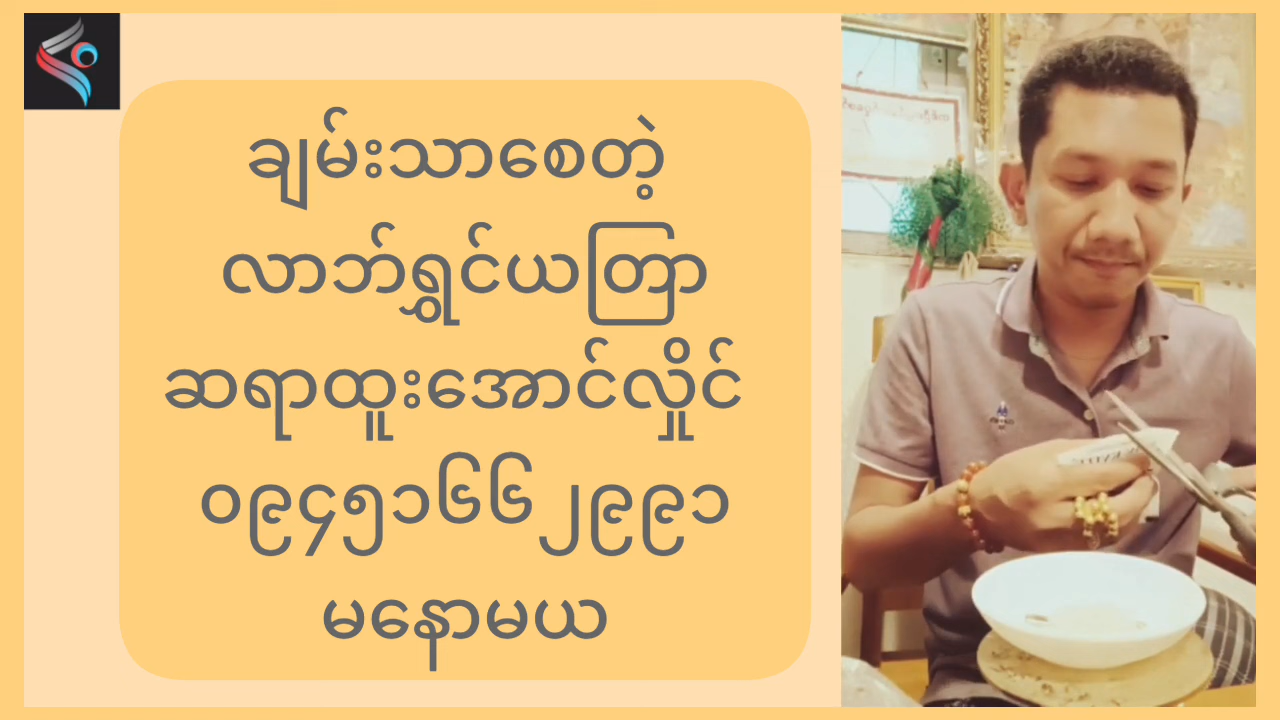 ချမ်းသာစေတဲ့
လာဘ်ရွှင်ယတြာ
ဆရာထူးအောင်လှိုင်
၀၉၄၅၁၆၆၂၉၉၁
မနောမယ